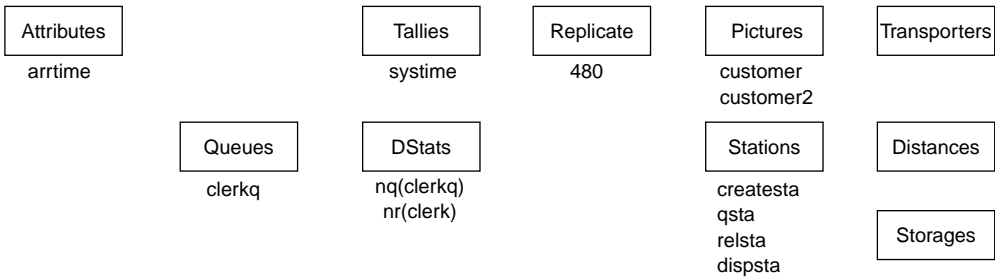 Attributes
Tallies
Replicate
Pictures
Transporters
arrtime
systime
480
customer
customer2
Queues
DStats
Stations
Distances
clerkq
nq(clerkq)
nr(clerk)
createsta
qsta
relsta
dispsta
Storages